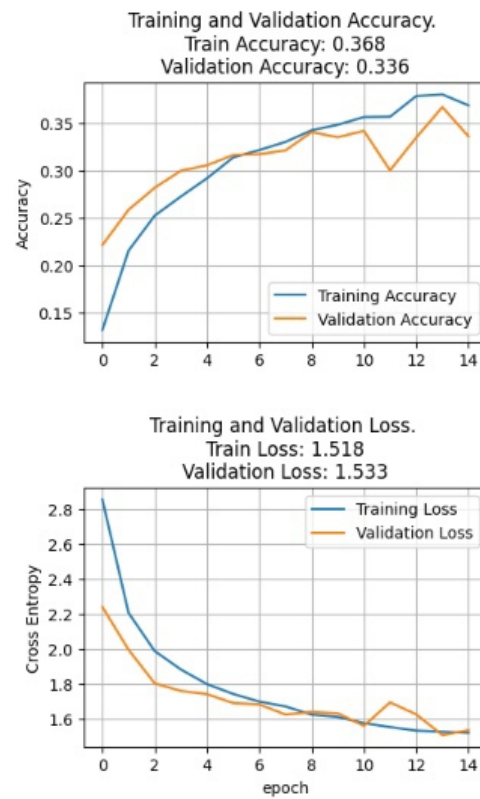 Training and Validation Accuracy.
Train Accuracy: 0.368
Validation Accuracy: 0.336
Accuracy
0.35
0.30
0.25
0.20
0.15
Training Accuracy
Validation Accuracy
0 2 4 6 8 10 12 14
Training and Validation Loss.
Train Loss: 1.518
Validation Loss: 1.533
Cross Entropy
2.8
2.6
2.4
2.2
2.0
1.8
1.6
Training Loss
Validation Loss
0 2 4 6 8 10 12 14
epoch